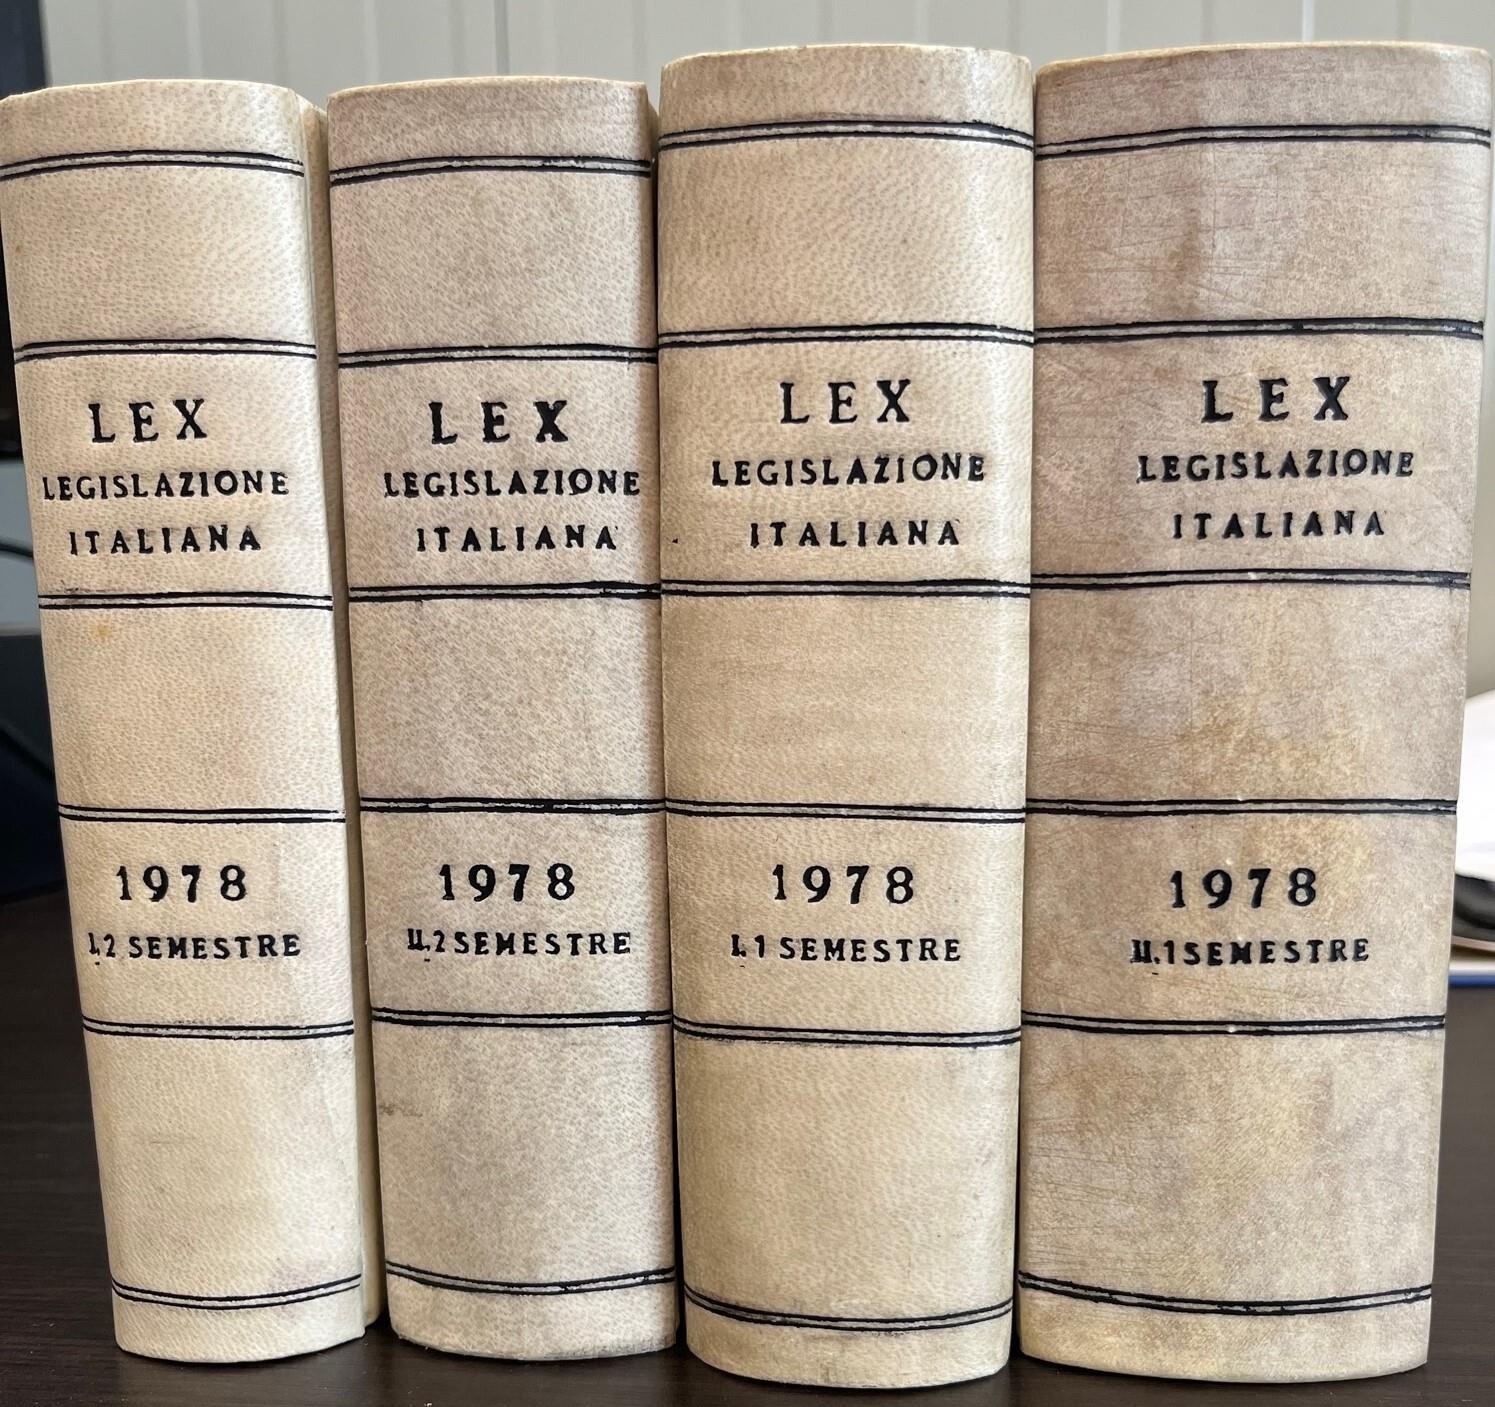 LEX
LEGISLAZIONE
ITALIANA
1978
I.2 SEMESTRE
LEX
LEGISLAZIONE
ITALIANA
1978
II.2 SEMESTRE
LEX
LEGISLAZIONE
ITALIANA
1978
I.1 SEMESTRE
LEX
LEGISLAZIONE
ITALIANA
1978
II.1 SEMESTRE